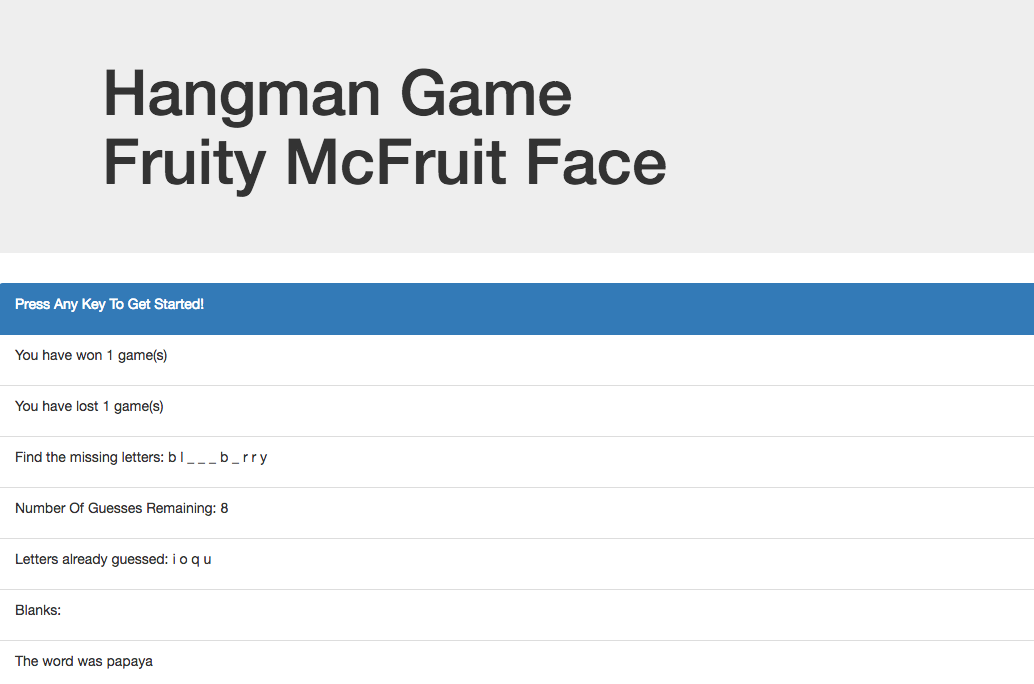 Hangman Game
Fruity McFruit Face
Press Any Key To Get Started!
You have won 1 game(s)
You have lost 1 game(s)
Find the missing letters: b l _ _ _ b _ r r y
Number Of Guesses Remaining: 8
Letters already guessed: i o q u
Blanks:
The word was papaya